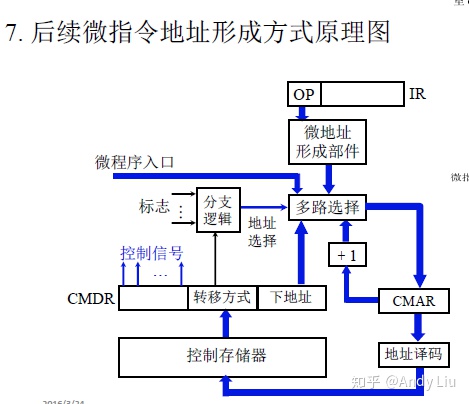 7. 后续微指令地址形成方式原理图
OP
IR
微地址
形成部件
微程序入口
标志
⋮
分支
逻辑
地址
选择
多路选择
控制信号
…
+1
CMDR
转移方式
下地址
CMAR
控制存储器
地址译码
知乎 @Andy Liu
2016/3/24